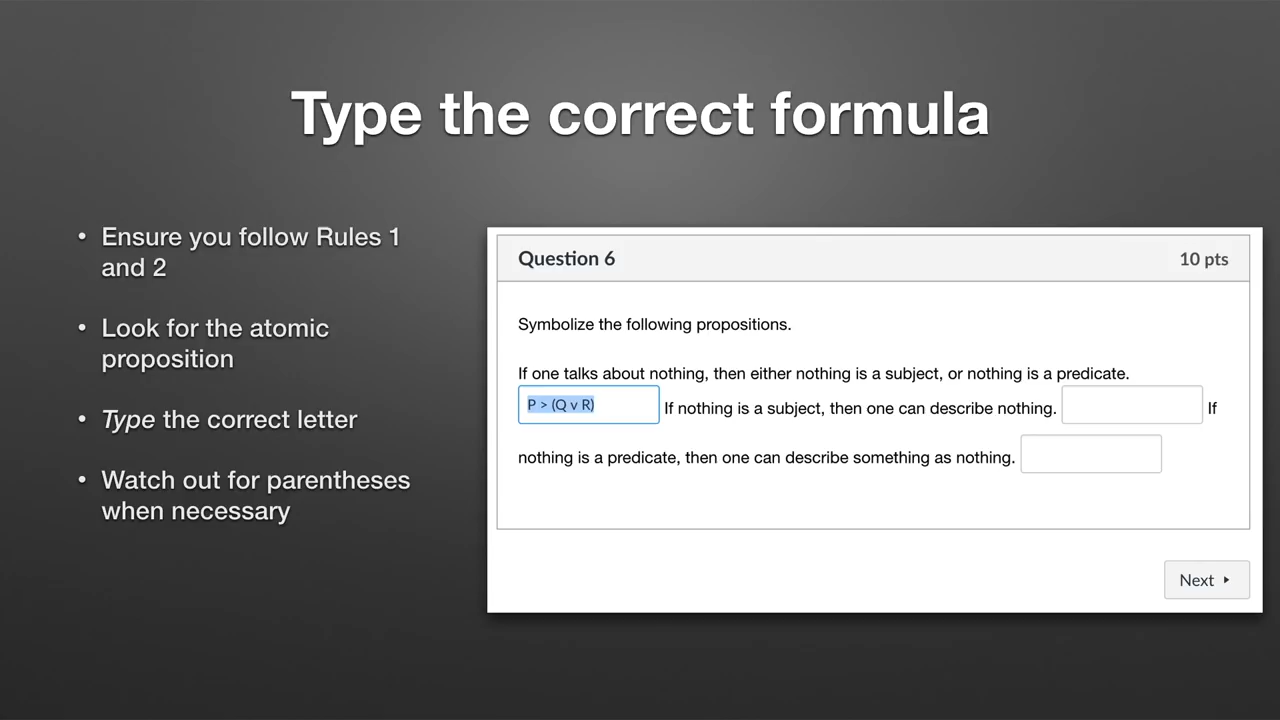 Type the correct formula
• Ensure you follow Rules 1
and 2
• Look for the atomic
proposition
• Type the correct letter
• Watch out for parentheses
when necessary
Question 6 10 pts
Symbolize the following propositions.
If one talks about nothing, then either nothing is a subject, or nothing is a predicate.
P > (Q v R) If nothing is a subject, then one can describe nothing. If
nothing is a predicate, then one can describe something as nothing.
Next